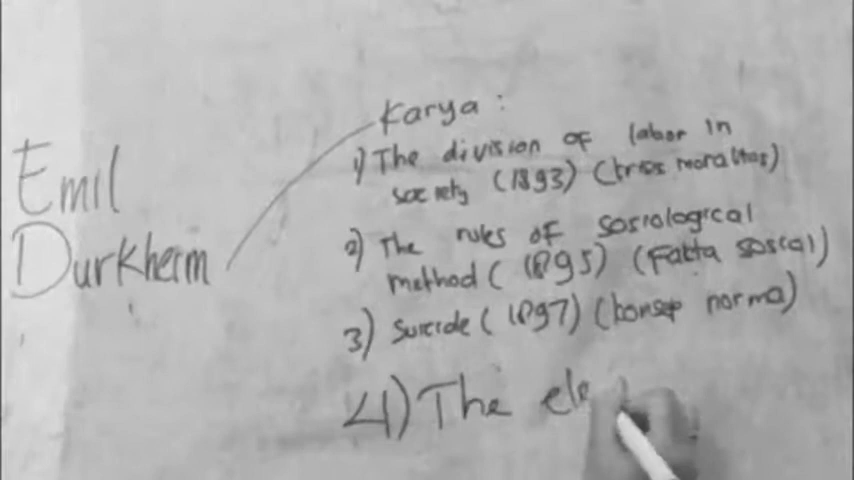 Emil
Durkheim
Karya :
1) The division of labor in
society (1893) (krisis moralitas)
2) The rules of sosiological
method ( 1895) (Fakta sosial)
3) Suicide ( 1897) (konsep norma)
4) The ele